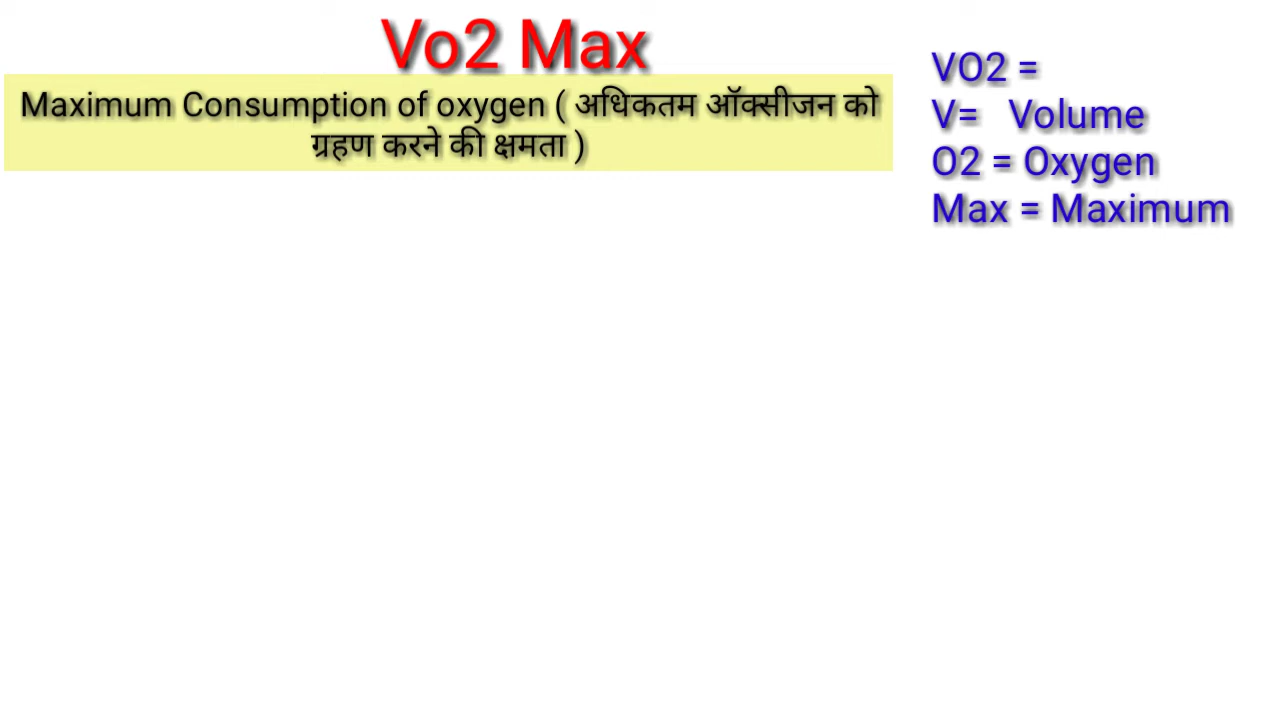 Vo2 Max
Maximum Consumption of oxygen ( अधिकतम ऑक्सीजन को
ग्रहण करने की क्षमता )
VO2 =
V= Volume
O2 = Oxygen
Max = Maximum